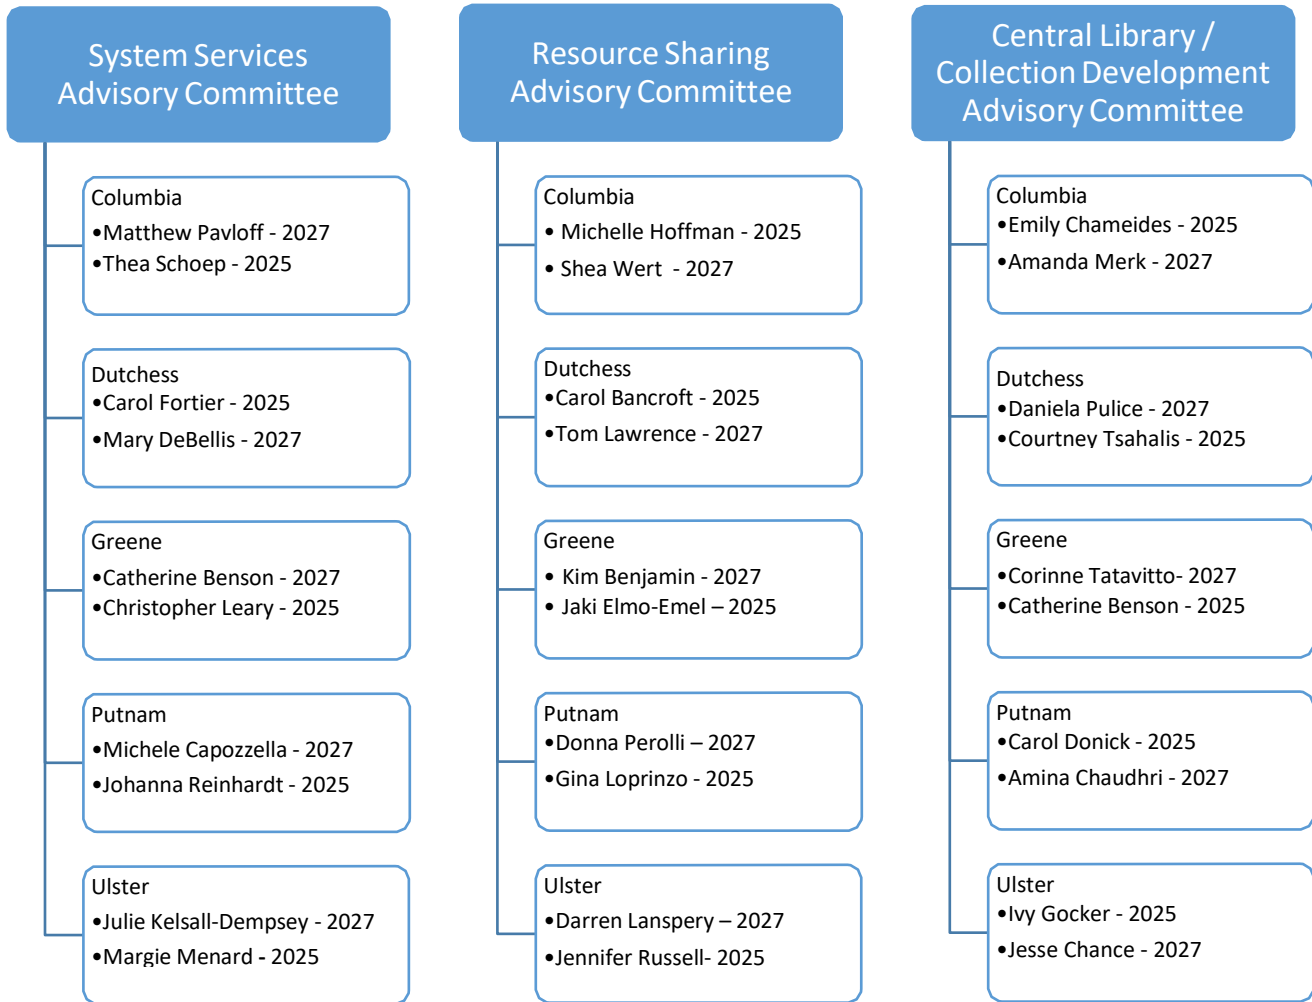 System Services
Advisory Committee
Columbia
•Matthew Pavloff - 2027
•Thea Schoep - 2025
Dutchess
•Carol Fortier - 2025
•Mary DeBellis - 2027
Greene
•Catherine Benson - 2027
•Christopher Leary - 2025
Putnam
•Michele Capozzella - 2027
•Johanna Reinhardt - 2025
Ulster
•Julie Kelsall-Dempsey - 2027
•Margie Menard - 2025
Resource Sharing
Advisory Committee
Columbia
• Michelle Hoffman - 2025
• Shea Wert - 2027
Dutchess
•Carol Bancroft - 2025
•Tom Lawrence - 2027
Greene
• Kim Benjamin - 2027
• Jaki Elmo-Emel – 2025
Putnam
•Donna Perolli – 2027
•Gina Loprinzo - 2025
Ulster
•Darren Lanspery – 2027
•Jennifer Russell- 2025
Central Library /
Collection Development
Advisory Committee
Columbia
•Emily Chameides - 2025
•Amanda Merk - 2027
Dutchess
•Daniela Pulice - 2027
•Courtney Tsahalis - 2025
Greene
•Corinne Tatavitto- 2027
•Catherine Benson - 2025
Putnam
•Carol Donick - 2025
•Amina Chaudhri - 2027
Ulster
•Ivy Gocker - 2025
•Jesse Chance - 2027